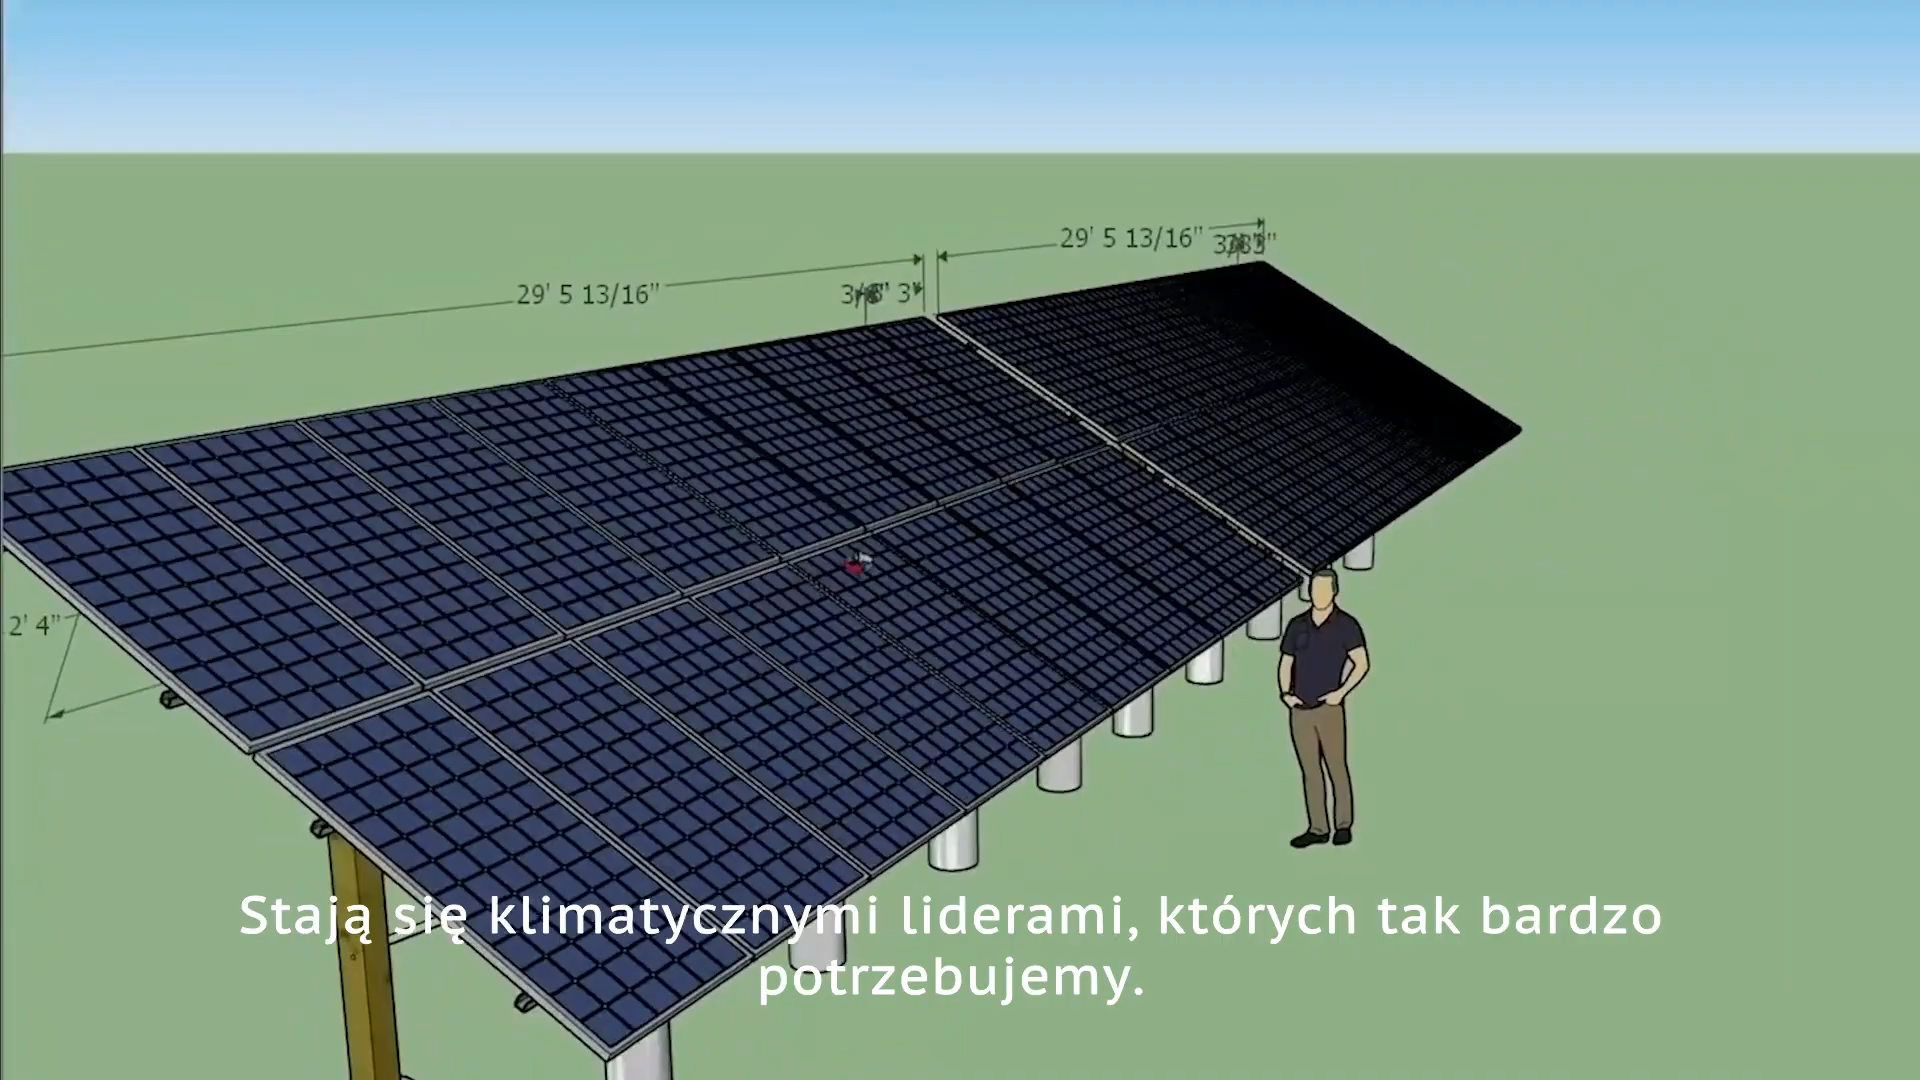 29' 5 13/16"
29' 5 13/16"
2' 4"
Stają się klimatycznymi liderami, których tak bardzo
potrzebujemy.